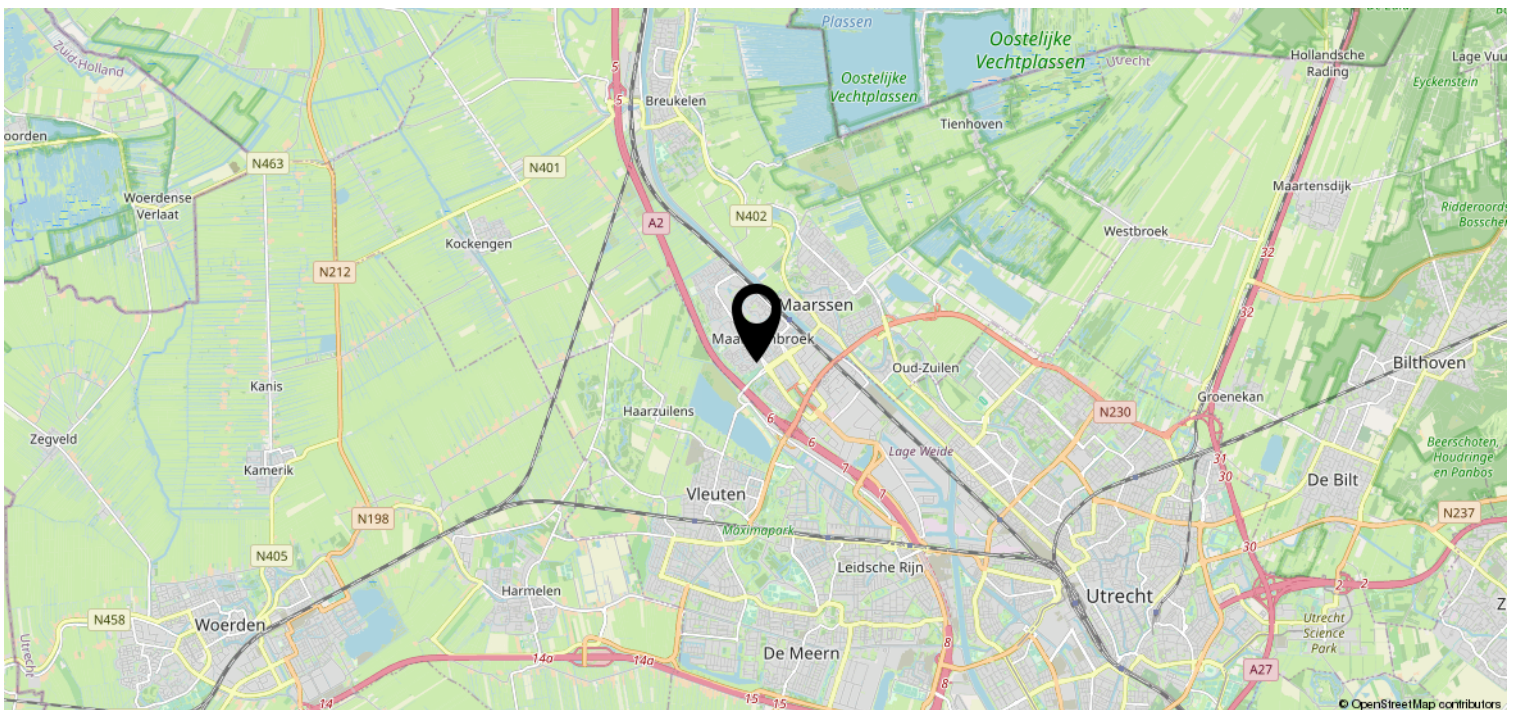 Plassen
Oostelijke
Vechtplassen
Utrecht
Hollandsche
Rading
Lage Vuu
Zuid-Holland
5
Oostelijke
Vechtplassen
Eyckenstein
5
Breukelen
Tienhoven
oorden
N463
N401
Woerdense
Verlaat
Maartensdijk
N402
A2
Ridderoords
Bosschen
Westbroek
Kockengen
32
N212
Maarssen
32
Bilthoven
Oud-Zuilen
Kanis
Groenekan
Haarzuilens
N230
6
Zegveld
6
Lage Weide
Beerschoten,
Houdringe
en Panbos
31
Kamerik
7
30
De Bilt
Vleuten
7
N198
N237
Maximapark
30
N405
Leidsche Rijn
2
2
Harmelen
Utrecht
Z
N458
Woerden
Utrecht
Science
Park
Utrecht
8
De Meern
14a
14a
A27
8
15
15
14
© OpenStreetMap contributors